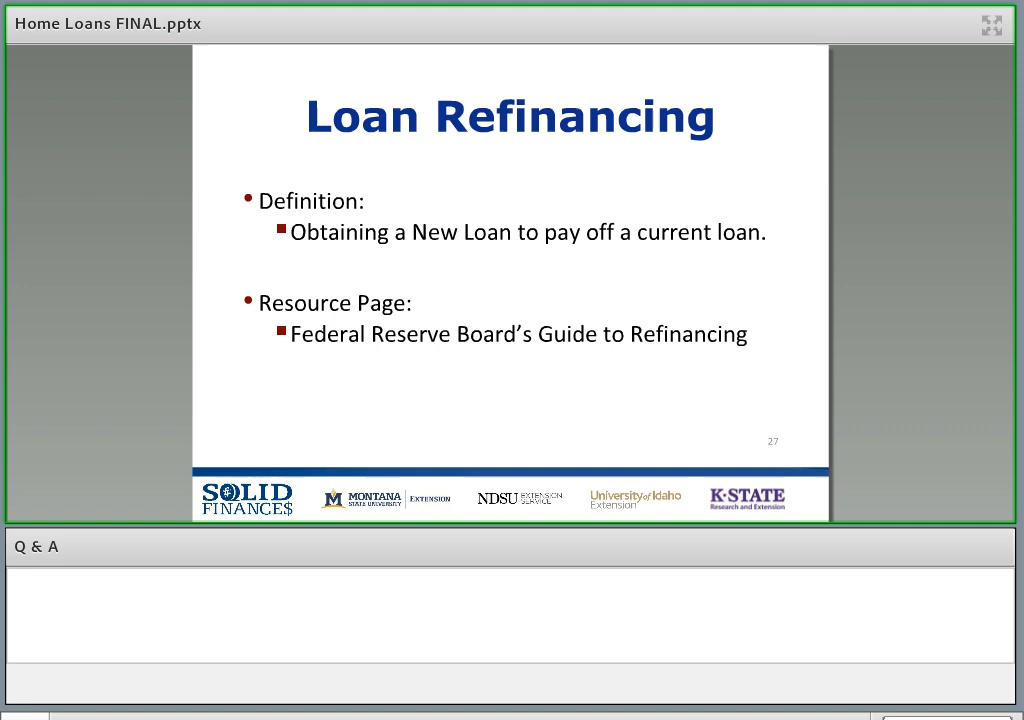 Home Loans FINAL.pptx
Loan Refinancing
• Definition:
▪ Obtaining a New Loan to pay off a current loan.
• Resource Page:
▪ Federal Reserve Board’s Guide to Refinancing
27
SOLID FINANCE$
MONTANA STATE UNIVERSITY | EXTENSION
NDSU EXTENSION SERVICE
University of Idaho Extension
K-STATE Research and Extension
Q & A